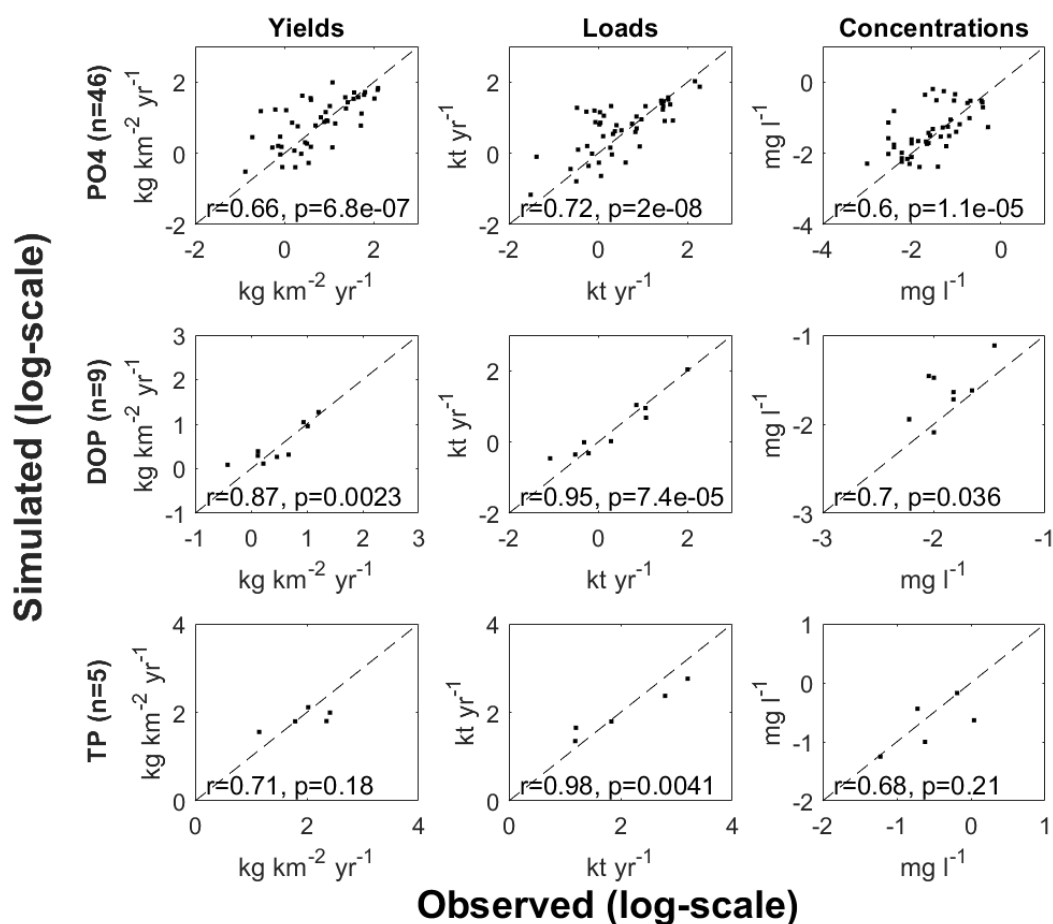 Yields Loads Concentrations
Simulated (log-scale)
PO4 (n=46)
kg km-2 yr-1
2
0
-2
r=0.66, p=6.8e-07
-2 0 2
kg km-2 yr-1
kt yr-1
2
0
-2
r=0.72, p=2e-08
-2 0 2
kt yr-1
mg l-1
0
-2
-4
r=0.6, p=1.1e-05
-4 -2 0
mg l-1
DOP (n=9)
kg km-2 yr-1
3
2
1
0
-1
r=0.87, p=0.0023
-1 0 1 2 3
kg km-2 yr-1
kt yr-1
2
0
-2
r=0.95, p=7.4e-05
-2 0 2
kt yr-1
mg l-1
-1
-2
-3
r=0.7, p=0.036
-3 -2 -1
mg l-1
TP (n=5)
kg km-2 yr-1
4
2
0
r=0.71, p=0.18
0 2 4
kg km-2 yr-1
kt yr-1
4
2
0
r=0.98, p=0.0041
0 2 4
kt yr-1
mg l-1
1
0
-1
-2
r=0.68, p=0.21
-2 -1 0 1
mg l-1
Observed (log-scale)